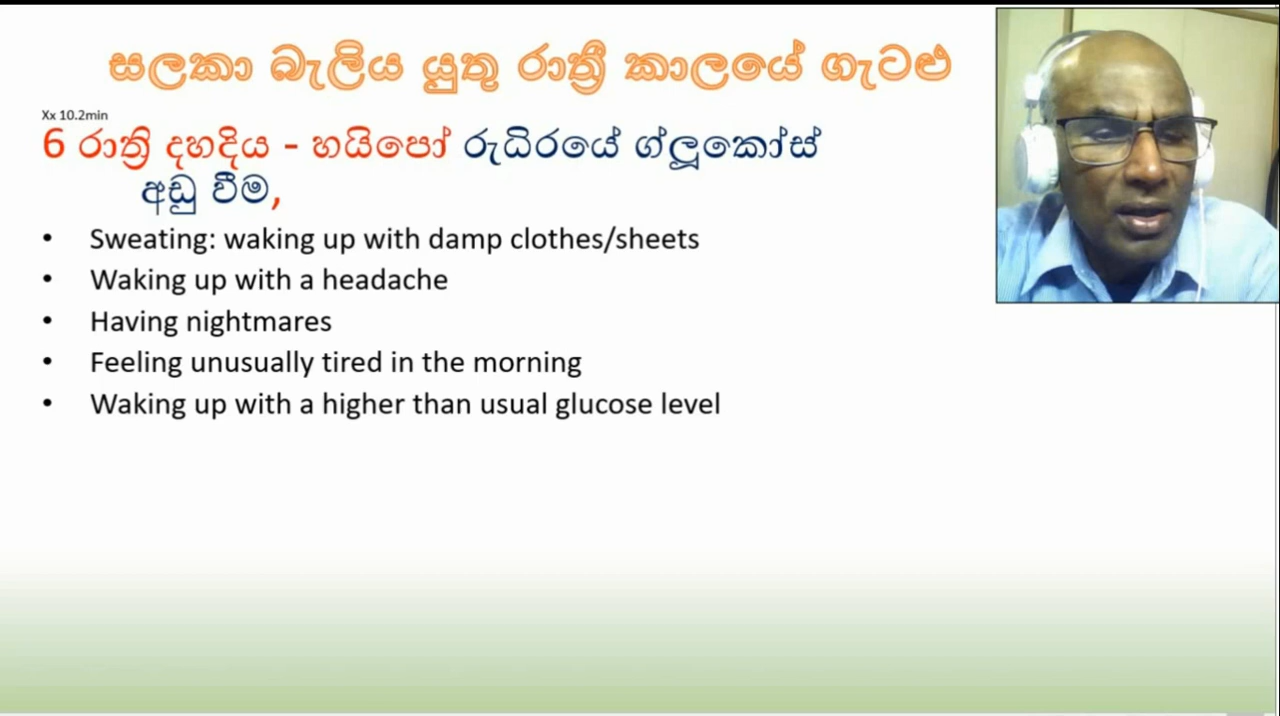 සලකා බැලිය යුතු රාත්‍රී කාලයේ ගැටළු
Xx 10.2min
6 රාත්‍රි දහදිය - හයිපෝ රුධිරයේ ග්ලූකෝස්
අඩු වීම,
• Sweating: waking up with damp clothes/sheets
• Waking up with a headache
• Having nightmares
• Feeling unusually tired in the morning
• Waking up with a higher than usual glucose level